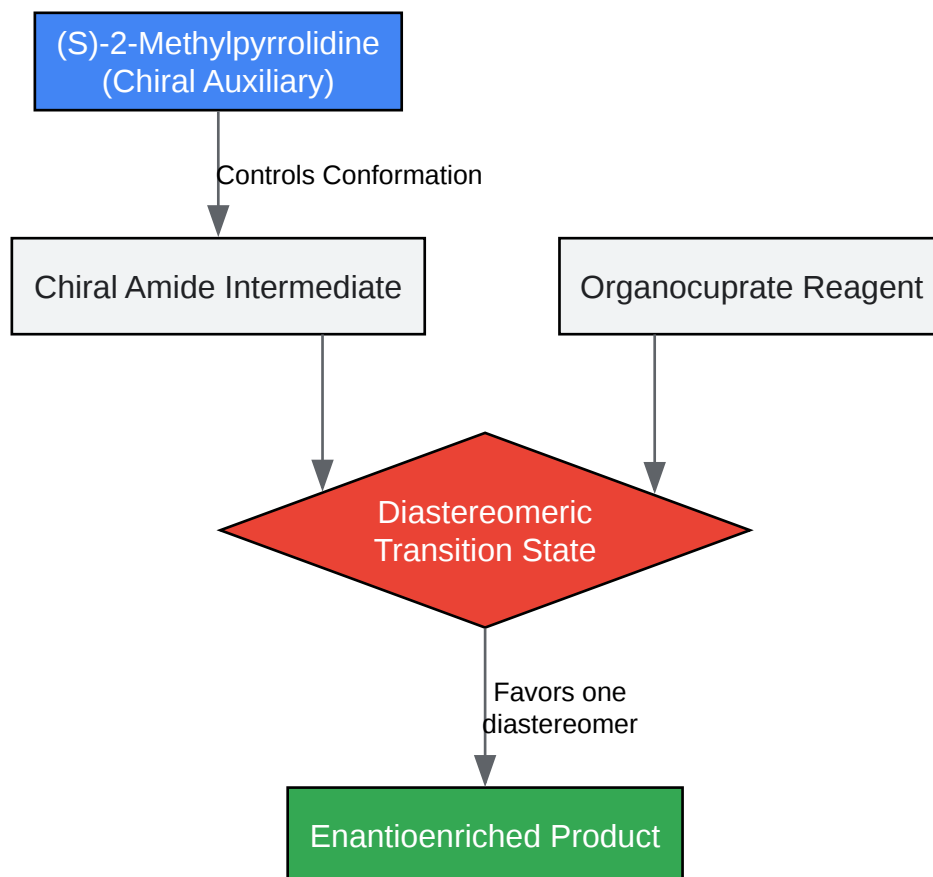 (S)-2-Methylpyrrolidine
(Chiral Auxiliary)
Controls Conformation
Chiral Amide Intermediate
Organocuprate Reagent
Diastereomeric
Transition State
Favors one
diastereomer
Enantioenriched Product